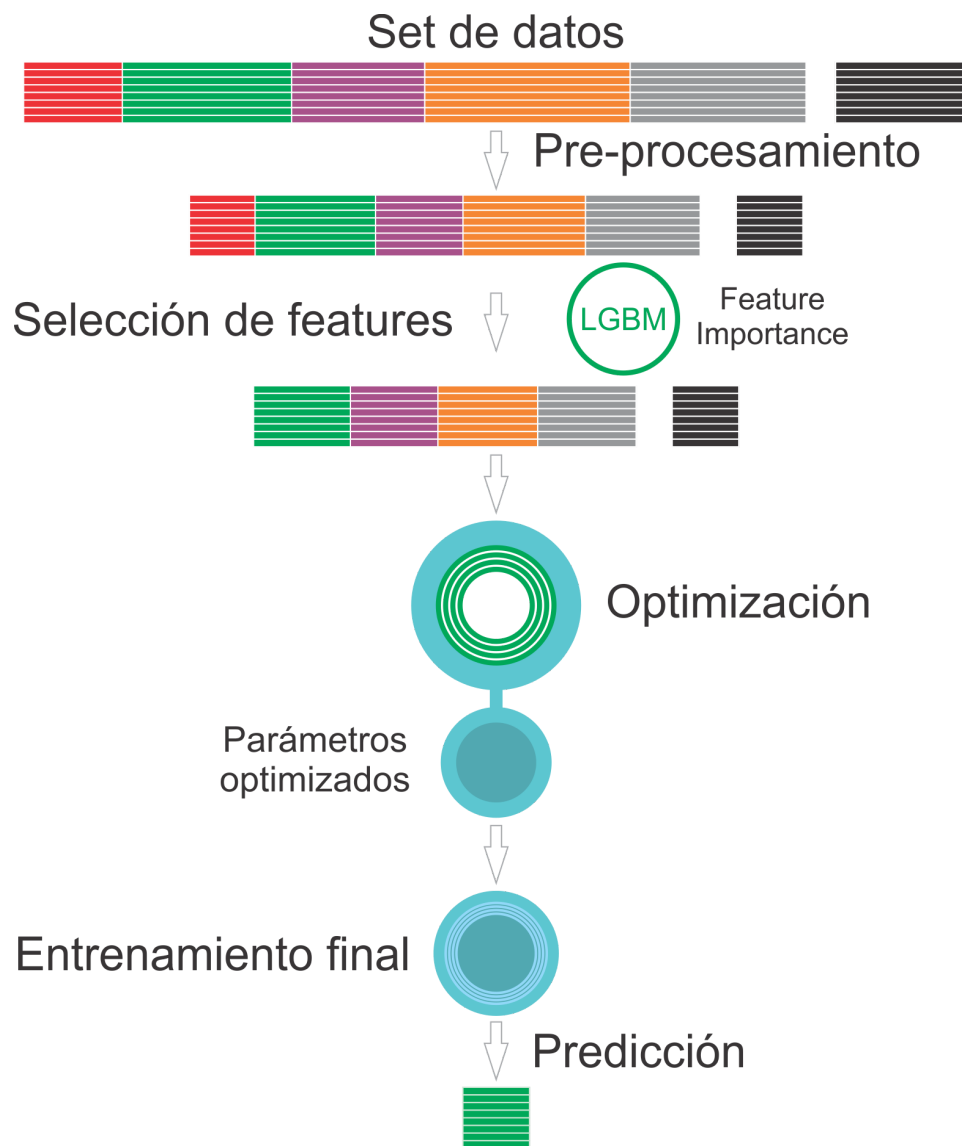 Set de datos
Pre-procesamiento
Selección de features
LGBM
Feature
Importance
Optimización
Parámetros
optimizados
Entrenamiento final
Predicción